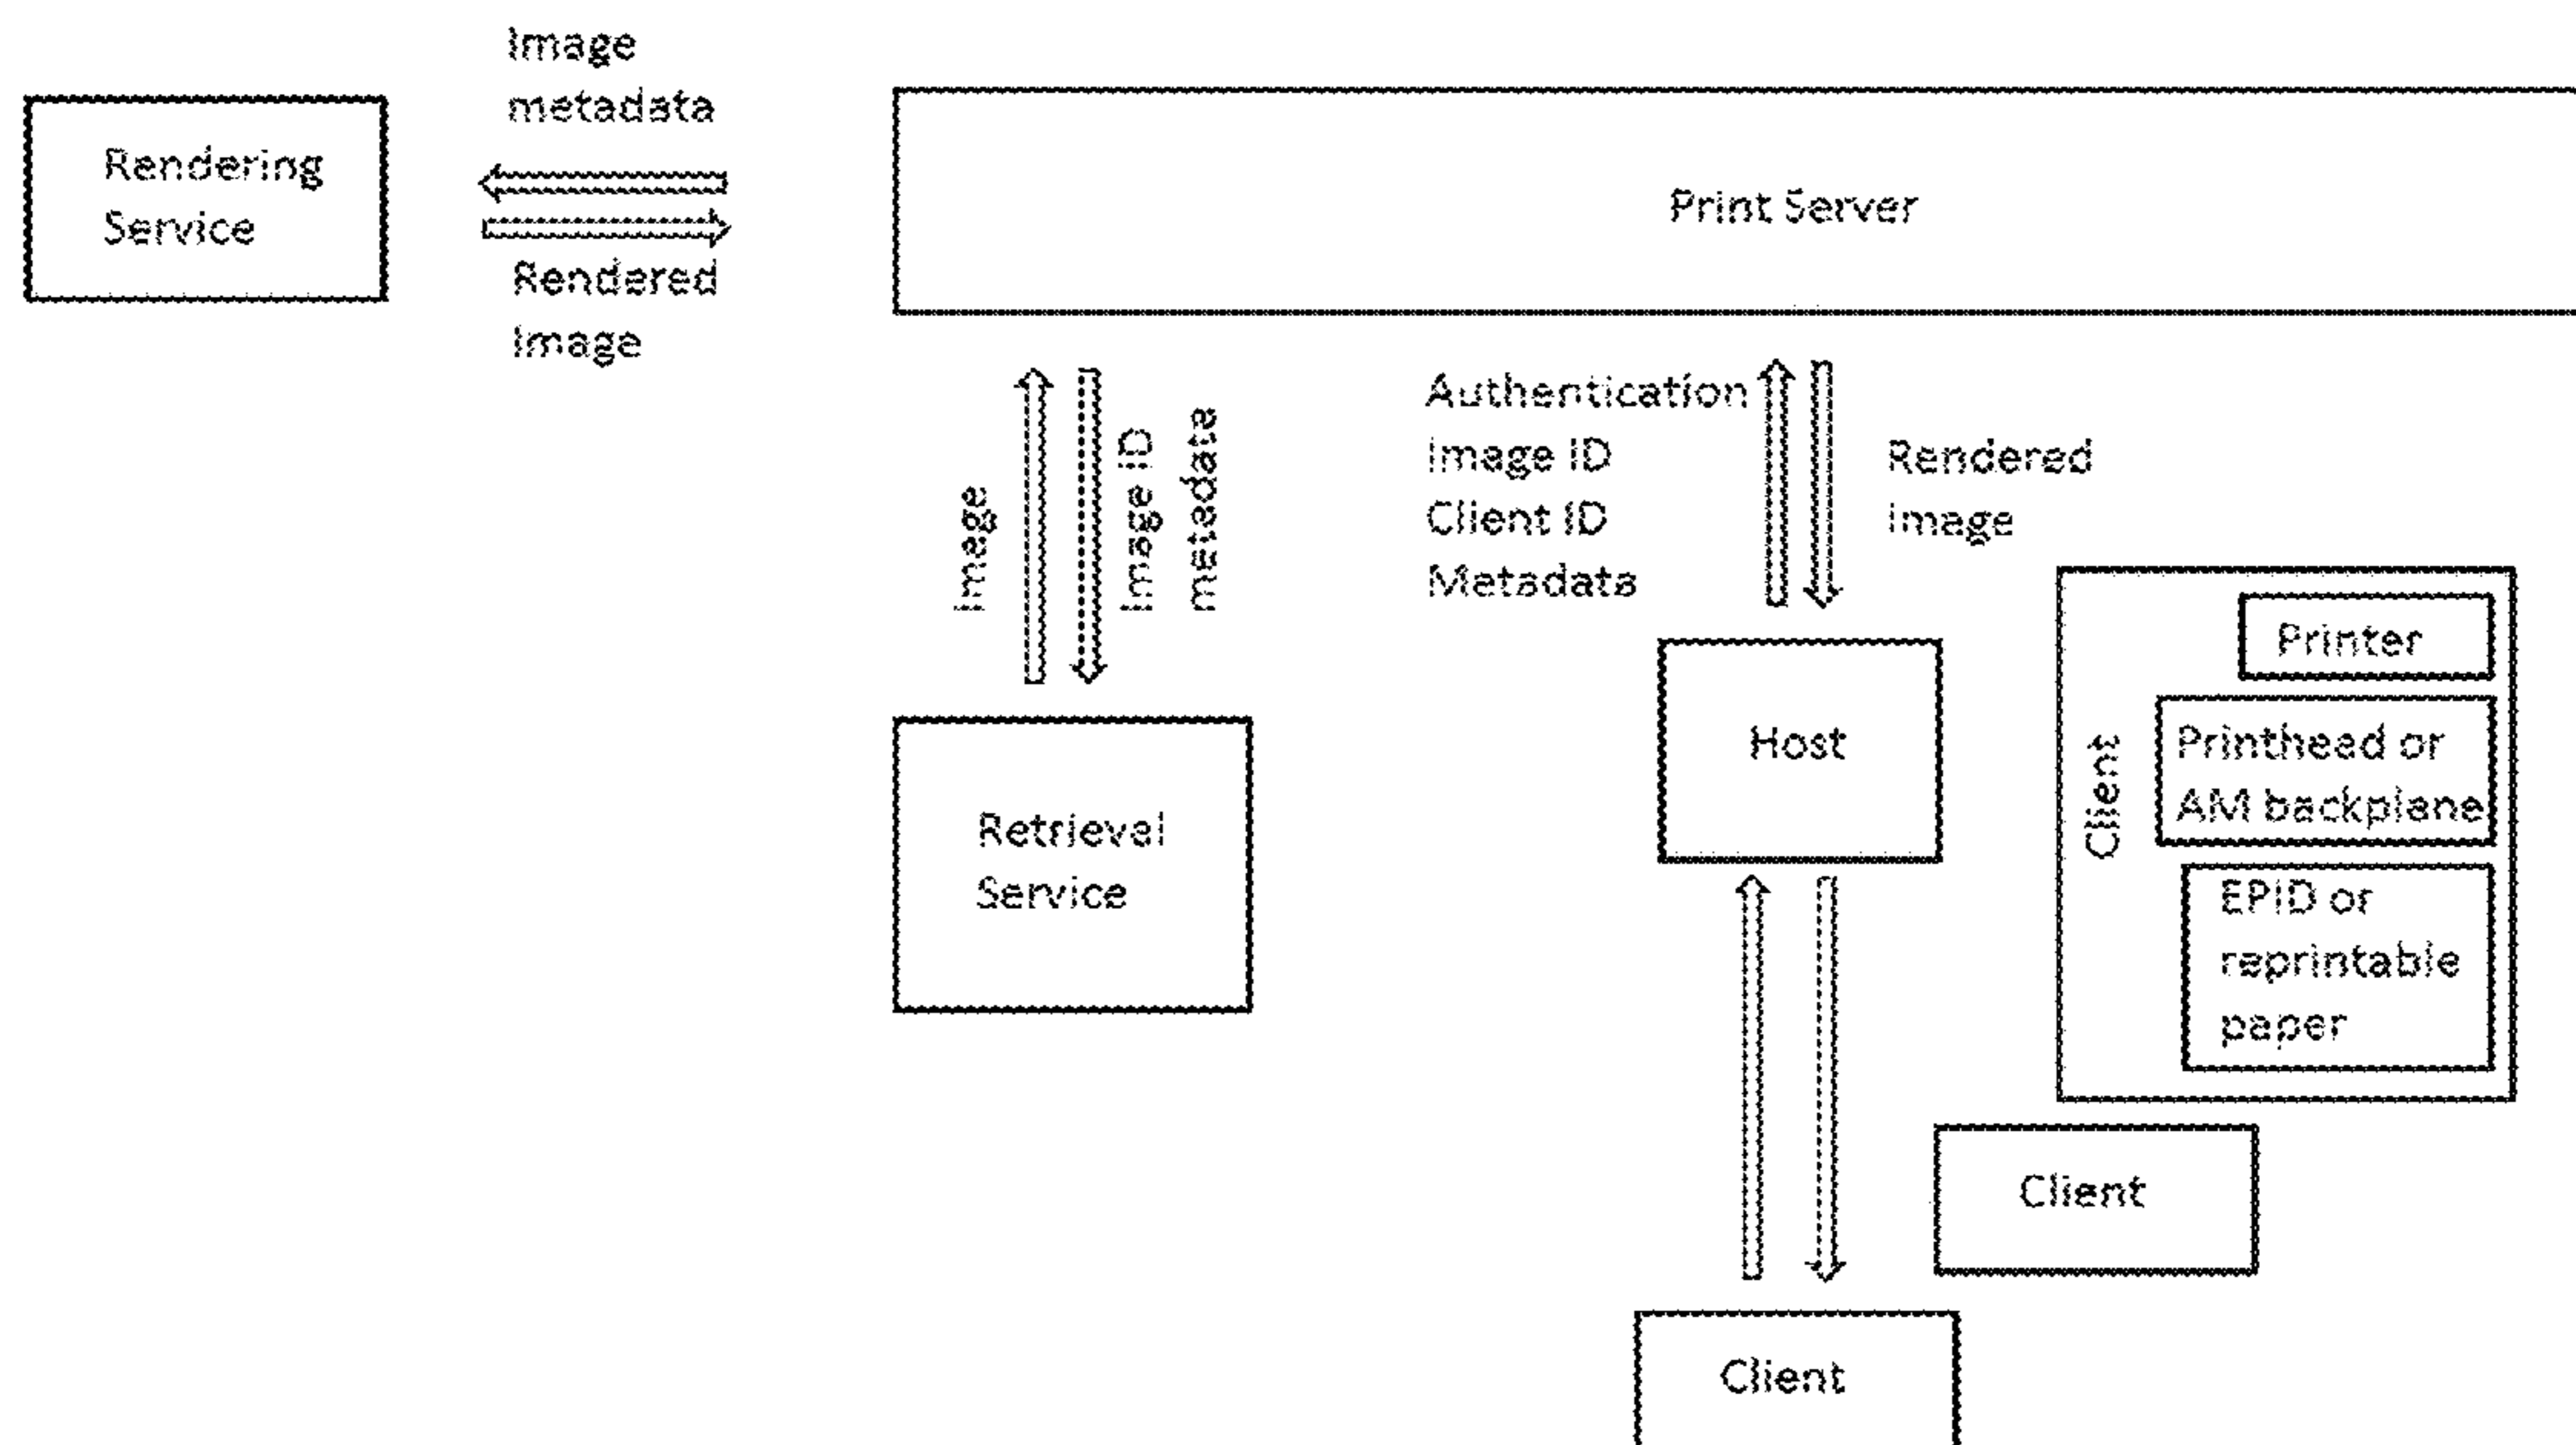 Image
metadata
Rendering
Service
Rendered
Image
Print Server
Image
Image ID
metadata
Authentication
Image ID
Client ID
Metadata
Rendered
Image
Retrieval
Service
Host
Client
Printer
Printhead or
AM backplane
EPID or
reprintable
paper
Client
Client